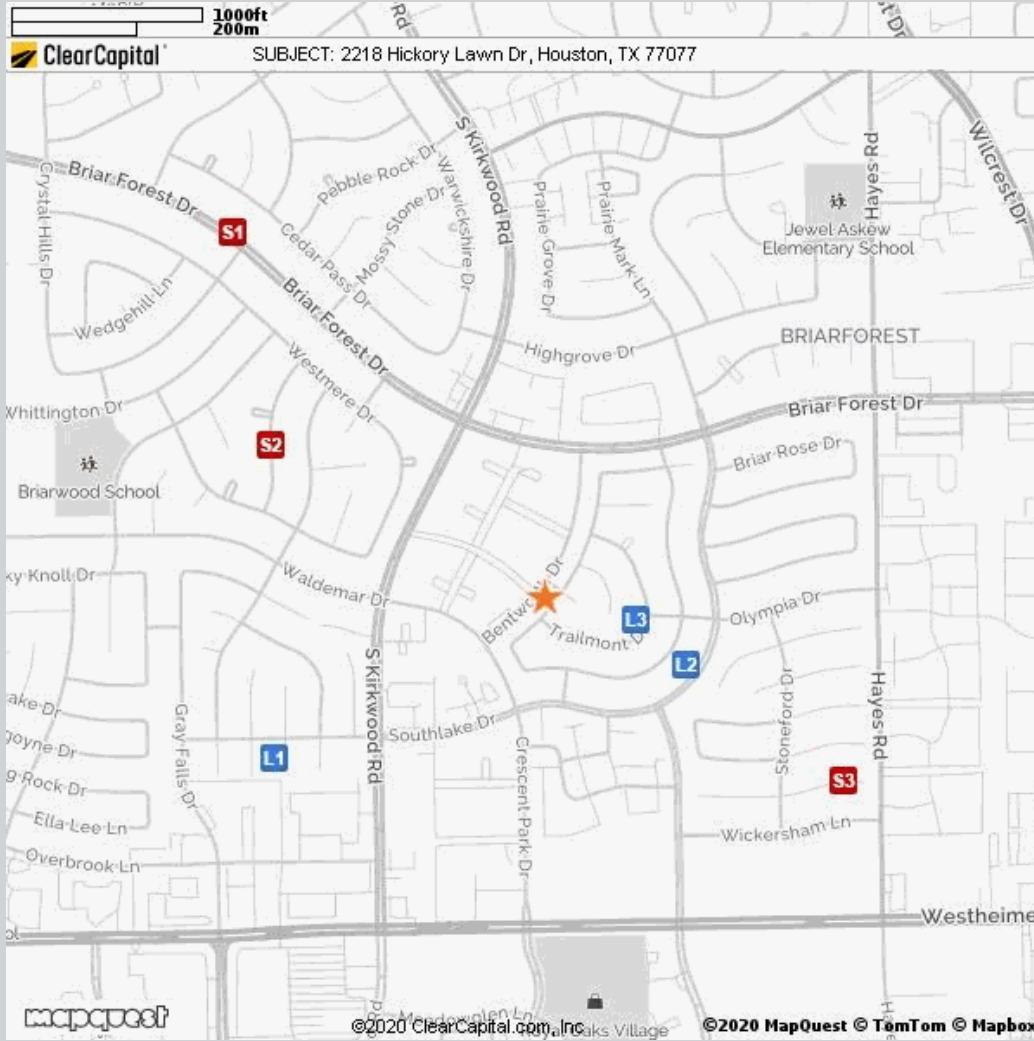 1000ft
200m
ClearCapital
SUBJECT: 2218 Hickory Lawn Dr, Houston, TX 77077
Rd
S Kirkwood Rd
Wilcrest Dr
Hayes Rd
Crystal Hills Dr
Briar Forest Dr
Pebble Rock Dr
Warwickshire Dr
Mossy Stone Dr
Cedar Pass Dr
Prairie Grove Dr
Prairie Mark Ln
S1
Jewel Askew
Elementary School
Wedgehill Ln
Briar Forest Dr
Highgrove Dr
BRIARFOREST
Westmere Dr
Whittington Dr
Briar Forest Dr
S2
Briar Rose Dr
Briarwood School
Waldemar Dr
Trailmont
L3
Olympia Dr
L2
S Kirkwood Rd
Stoneford Dr
Hayes Rd
Gray Falls Dr
Southlake Dr
L1
Crescent Park Dr
S3
Ella Lee Ln
Wickersham Ln
Overbrook Ln
Westheime
mapquest
Meadowglen Ln
©2020 ClearCapital.com, Inc
Oaks Village
©2020 MapQuest © TomTom © Mapbox